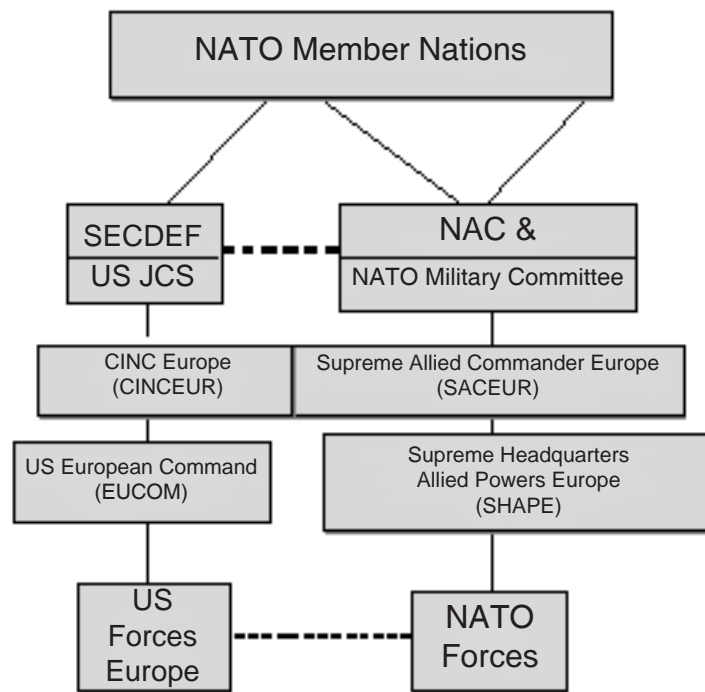 NATO Member Nations
SECDEF
US JCS
NAC &
NATO Military Committee
CINC Europe
(CINCEUR)
Supreme Allied Commander Europe
(SACEUR)
US European Command
(EUCOM)
Supreme Headquarters
Allied Powers Europe
(SHAPE)
US
Forces
Europe
NATO
Forces